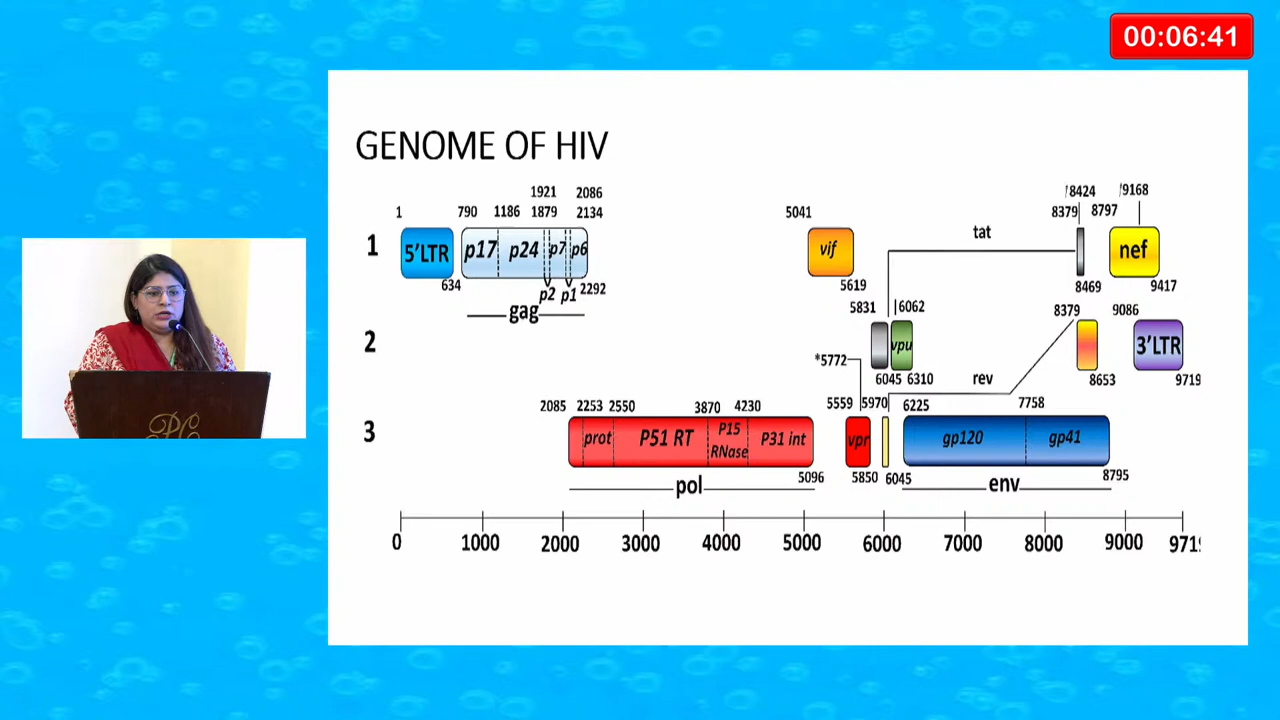 00:06:41
GENOME OF HIV
1921 2086 /8424 /9168
1 790 1186 1879 2134 5041 8379 8797
1 5'LTR p17 p24 p7 p6 vif tat nef
634 p2 p1 2292 5619 8469 9417
gag
5831 |6062 8379 9086
2 vpu 3'LTR
*5772 6045 6310 rev 8653 9719
2085 2253 2550 3870 4230 5559 5970 6225 7758
3 prot P51 RT P15 RNase P31 int vpr gp120 gp41
5096 5850 6045 8795
pol env
0 1000 2000 3000 4000 5000 6000 7000 8000 9000 971
PC